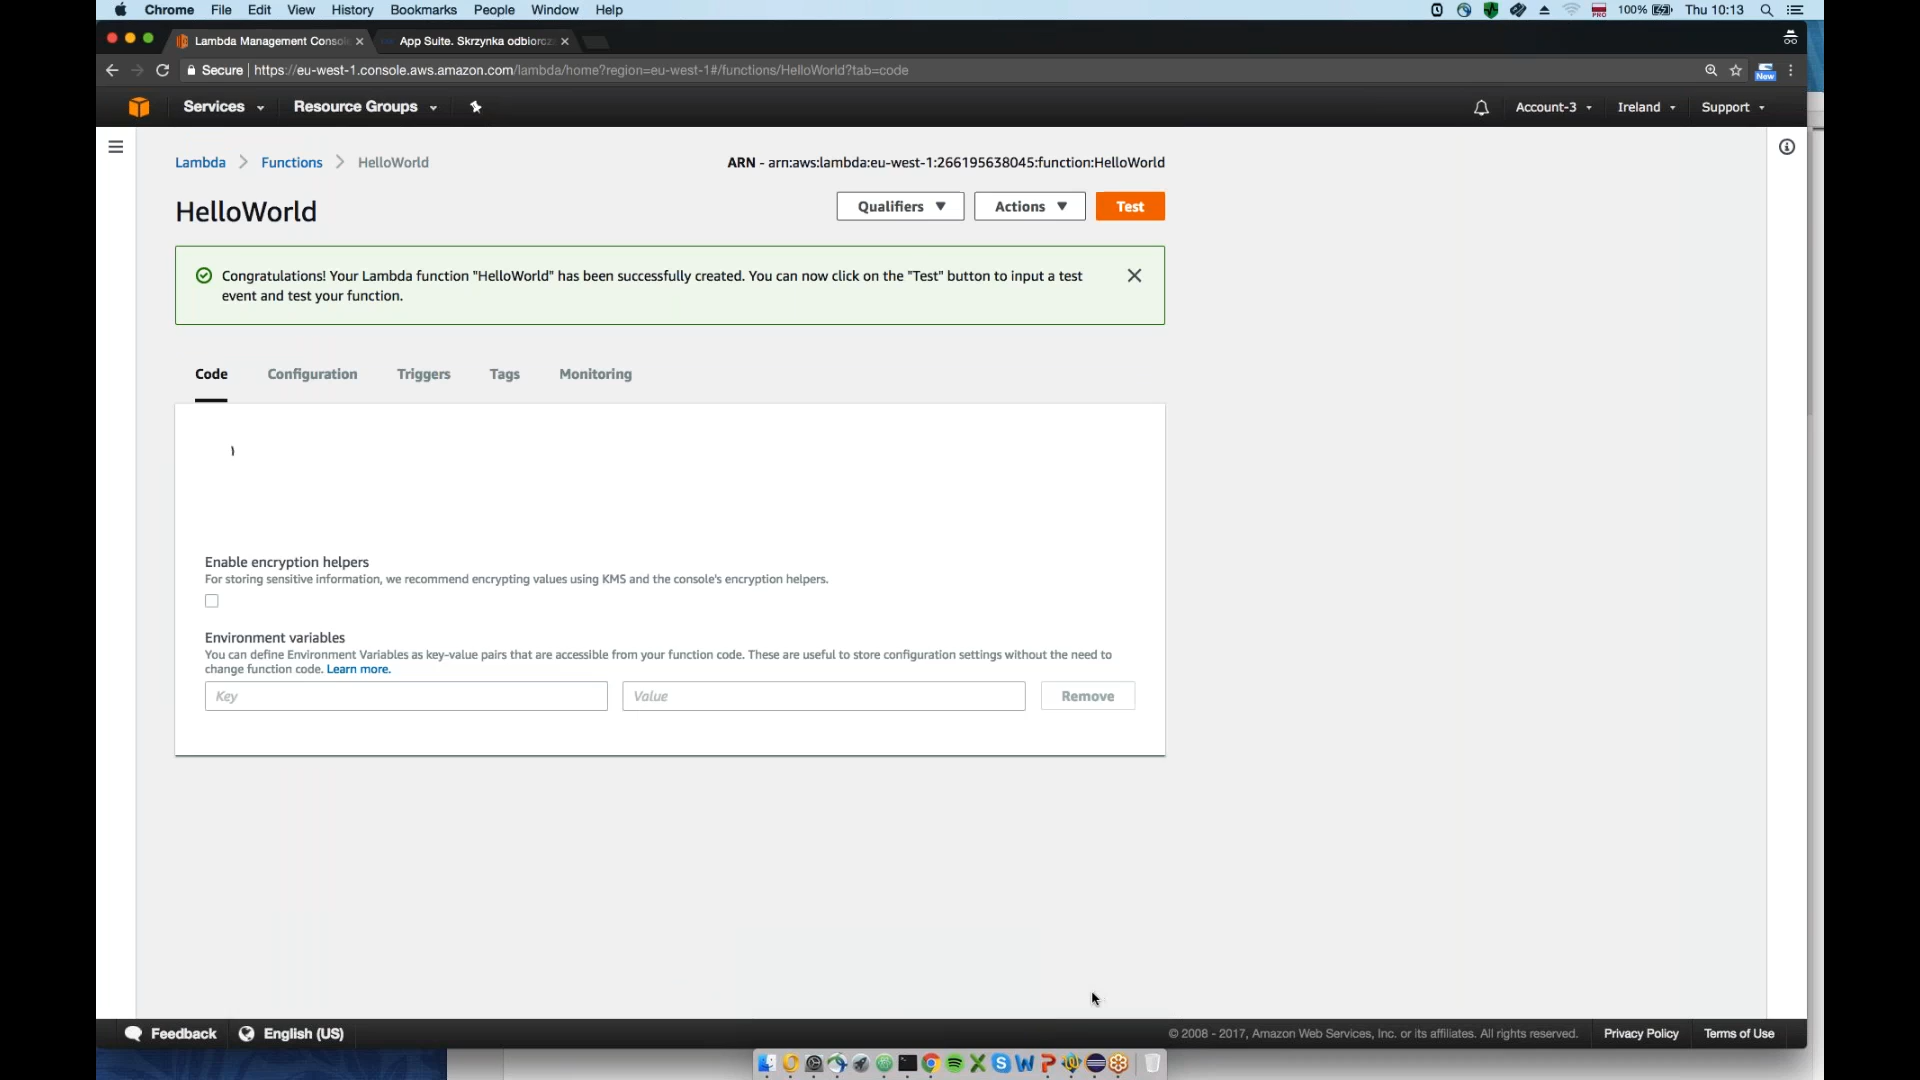 Chrome File Edit View History Bookmarks People Window Help
100% Thu 10:13
Lambda Management Consol
App Suite. Skrzynka odbiorcz
Secure https://eu-west-1.console.aws.amazon.com/lambda/home?region=eu-west-1#/functions/HelloWorld?tab=code
New
Services Resource Groups
Account-3 Ireland Support
Lambda > Functions > HelloWorld
ARN - arn:aws:lambda:eu-west-1:266195638045:function:HelloWorld
HelloWorld
Qualifiers Actions Test
Congratulations! Your Lambda function "HelloWorld" has been successfully created. You can now click on the "Test" button to input a test
event and test your function.
Code Configuration Triggers Tags Monitoring
Enable encryption helpers
For storing sensitive information, we recommend encrypting values using KMS and the console's encryption helpers.
Environment variables
You can define Environment Variables as key-value pairs that are accessible from your function code. These are useful to store configuration settings without the need to
change function code. Learn more.
Key Value Remove
Feedback English (US)
© 2008 - 2017, Amazon Web Services, Inc. or its affiliates. All rights reserved. Privacy Policy Terms of Use